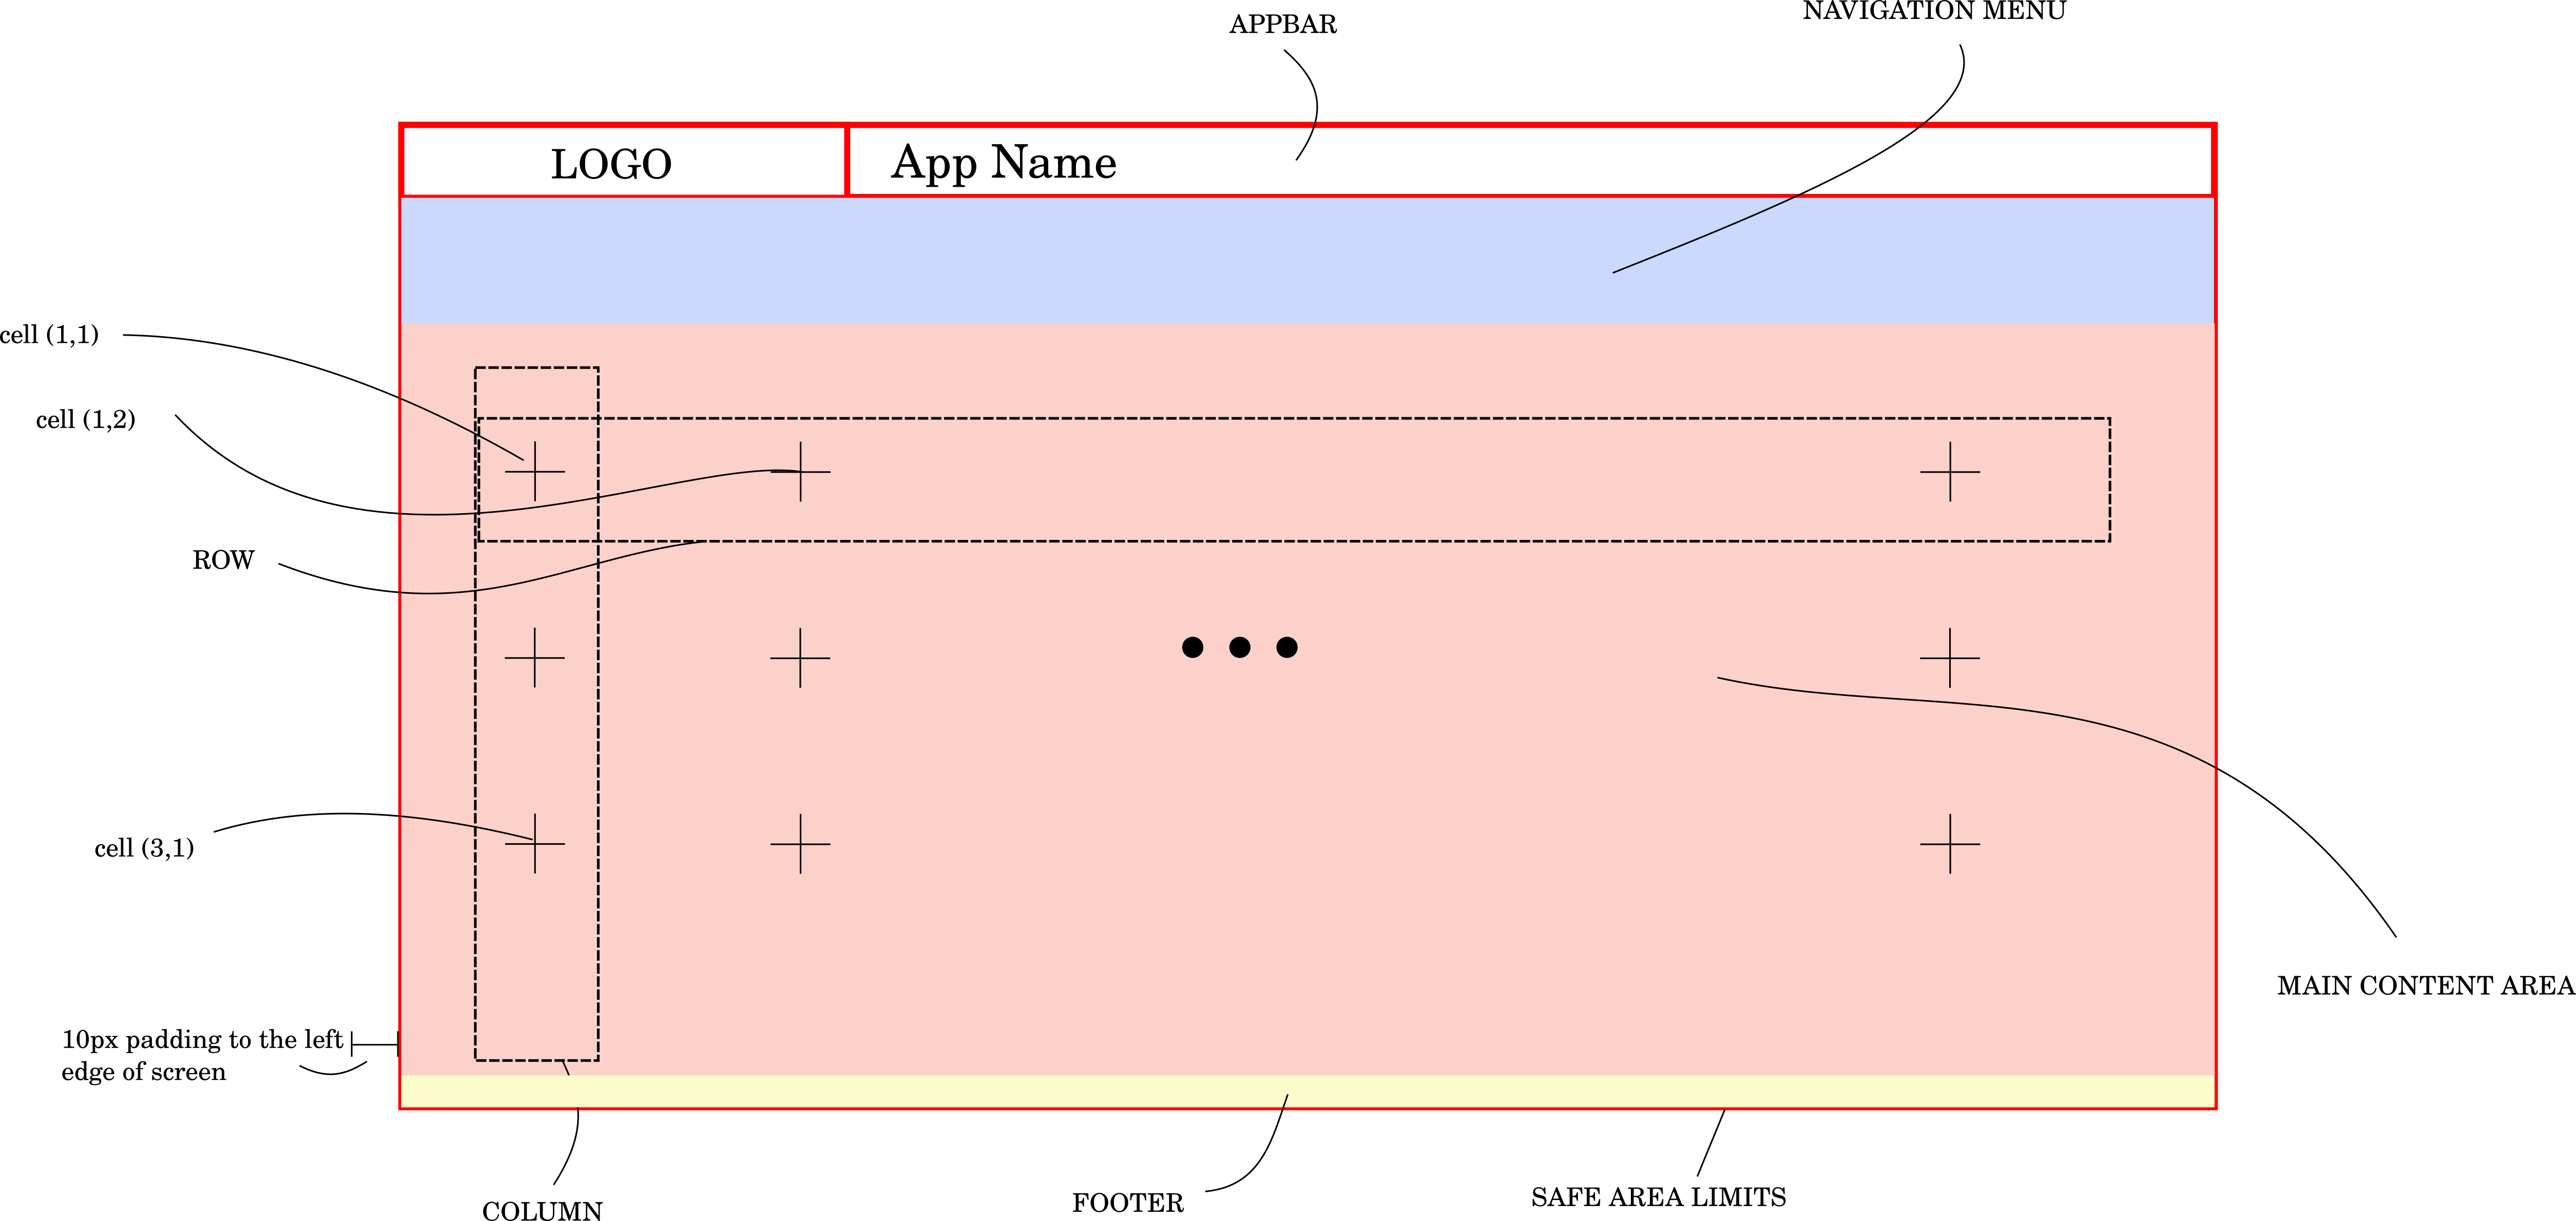 NAVIGATION MENU
APPBAR
LOGO
App Name
cell (1,1)
cell (1,2)
ROW
cell (3,1)
MAIN CONTENT AREA
10px padding to the left
edge of screen
COLUMN
FOOTER
SAFE AREA LIMITS